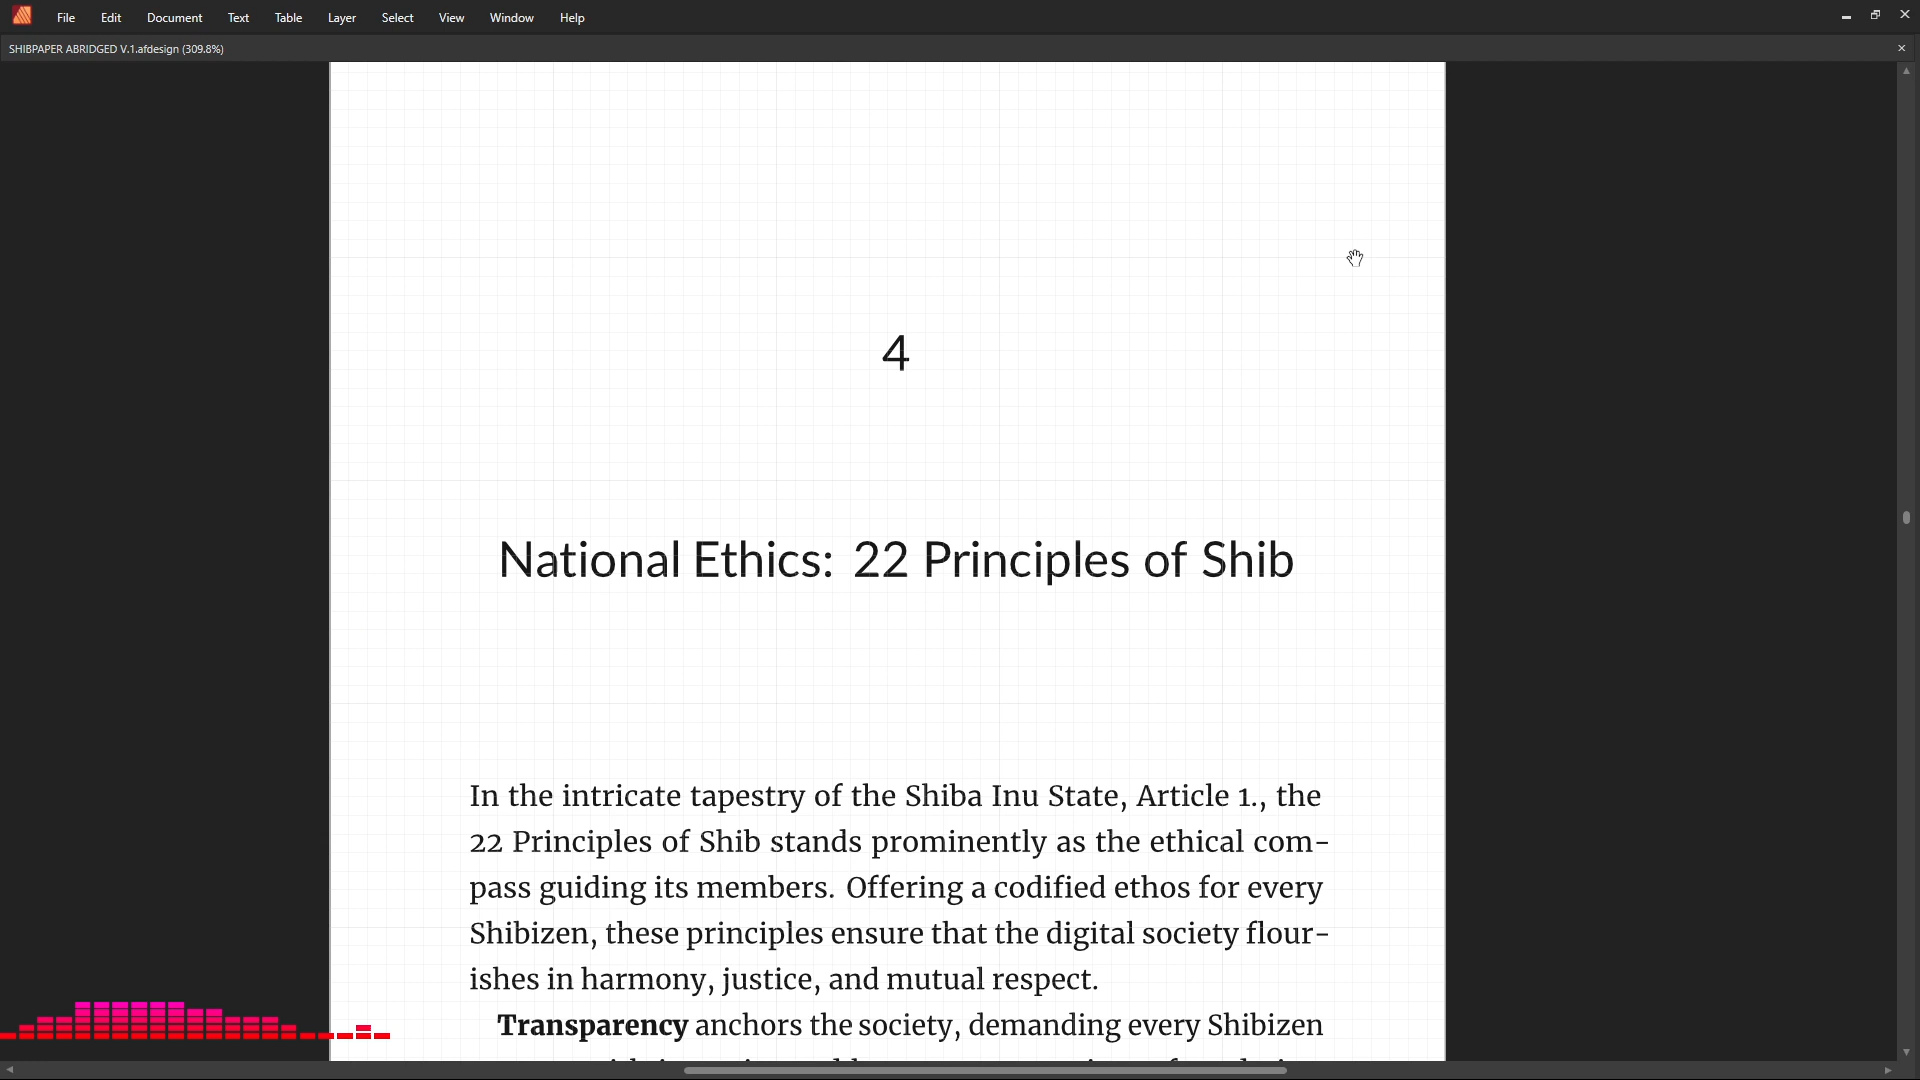 File Edit Document Text Table Layer Select View Window Help
SHIBPAPER ABRIDGED V.1.afdesign (309.8%)
4
National Ethics: 22 Principles of Shib
In the intricate tapestry of the Shiba Inu State, Article 1., the
22 Principles of Shib stands prominently as the ethical com-
pass guiding its members. Offering a codified ethos for every
Shibizen, these principles ensure that the digital society flour-
ishes in harmony, justice, and mutual respect.
Transparency anchors the society, demanding every Shibizen